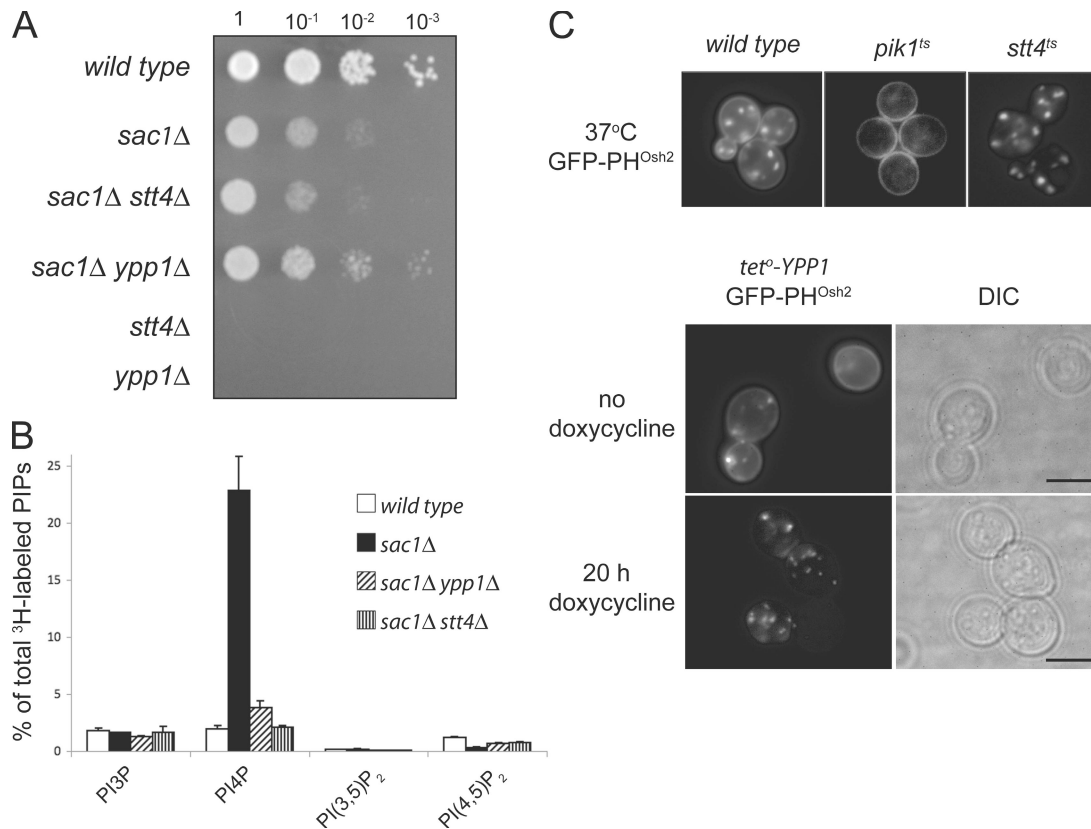 A
1 10⁻¹ 10⁻² 10⁻³
wild type
sac1Δ
sac1Δ stt4Δ
sac1Δ ypp1Δ
stt4Δ
ypp1Δ
B
% of total ³H-labeled PIPs
25
20
15
10
5
0
wild type
sac1Δ
sac1Δ ypp1Δ
sac1Δ stt4Δ
PI3P PI4P PI(3,5)P₂ PI(4,5)P₂
C
wild type pik1ᵗˢ stt4ᵗˢ
37°C
GFP-PHᴼˢʰ²
tetᵒ-YPP1
GFP-PHᴼˢʰ² DIC
no
doxycycline
20 h
doxycycline